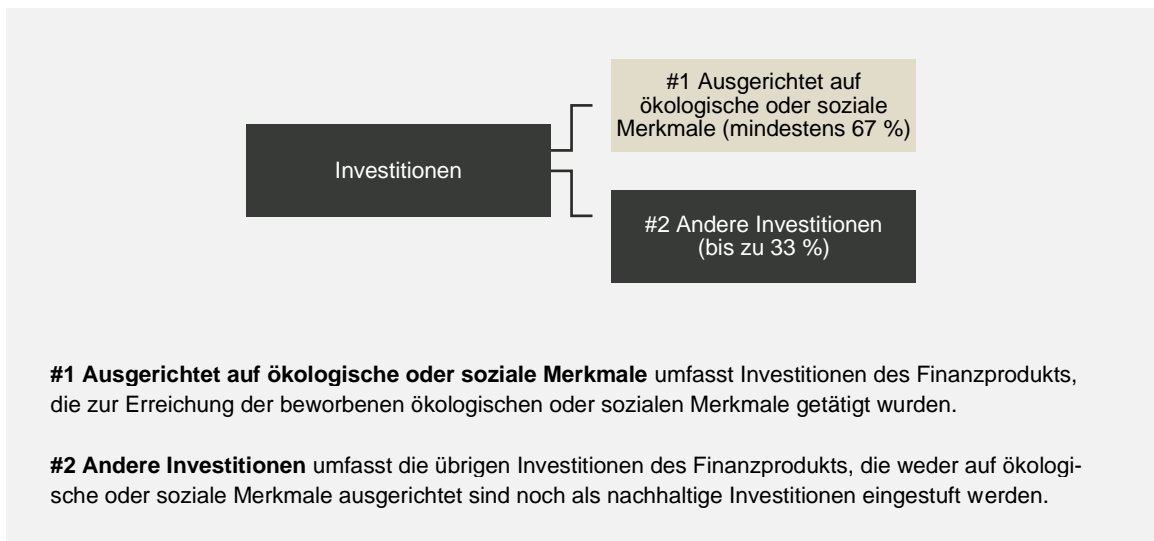 #1 Ausgerichtet auf
ökologische oder soziale
Merkmale (mindestens 67 %)
Investitionen
#2 Andere Investitionen
(bis zu 33 %)
#1 Ausgerichtet auf ökologische oder soziale Merkmale umfasst Investitionen des Finanzprodukts,
die zur Erreichung der beworbenen ökologischen oder sozialen Merkmale getätigt wurden.
#2 Andere Investitionen umfasst die übrigen Investitionen des Finanzprodukts, die weder auf ökologi-
sche oder soziale Merkmale ausgerichtet sind noch als nachhaltige Investitionen eingestuft werden.